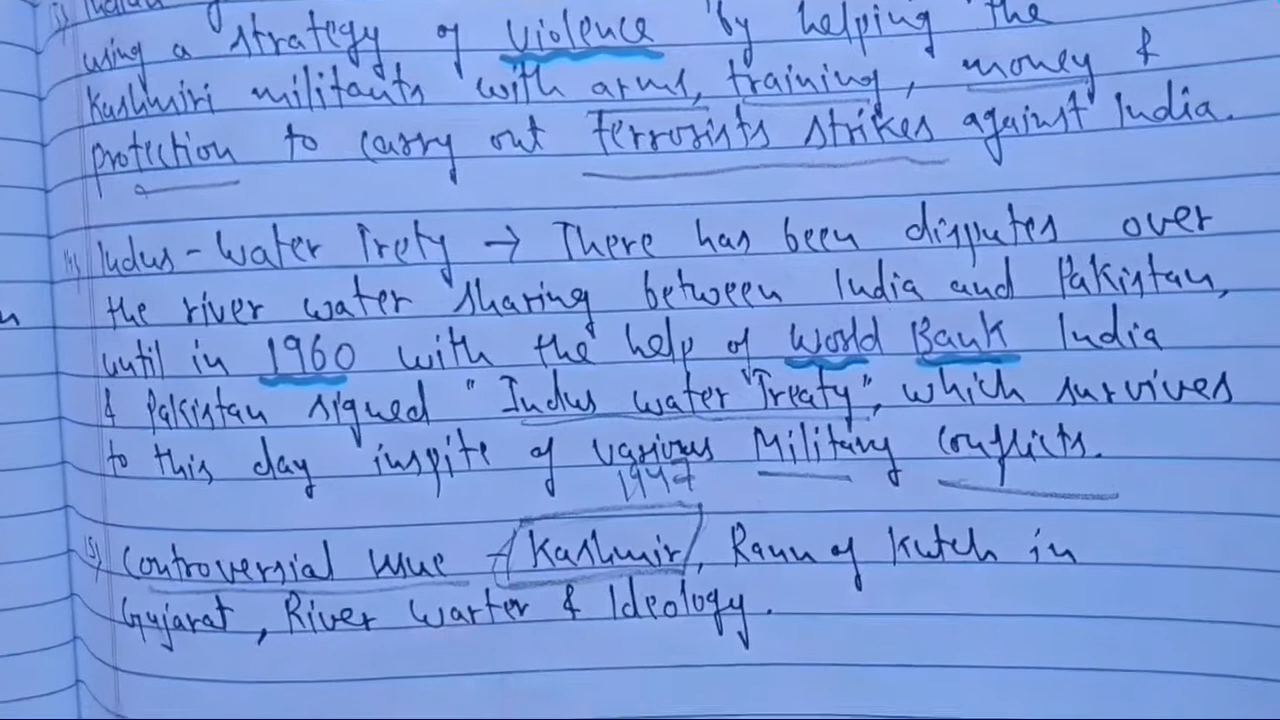 using a strategy of violence by helping the
Kashmiri militants with arms, training, money &
protection to carry out terrosists strikes against India.
Indus-water Trety → There has been disputes over
the river water sharing between India and Pakistan,
until in 1960 with the help of World Bank India
& Pakistan signed "Indus water "Treaty", which survives
to this day inspite of various Military conflicts.
1947
(5) Controversial issue - Kashmir, Rann of Kutch in
Gujarat, River Warter & Ideology.